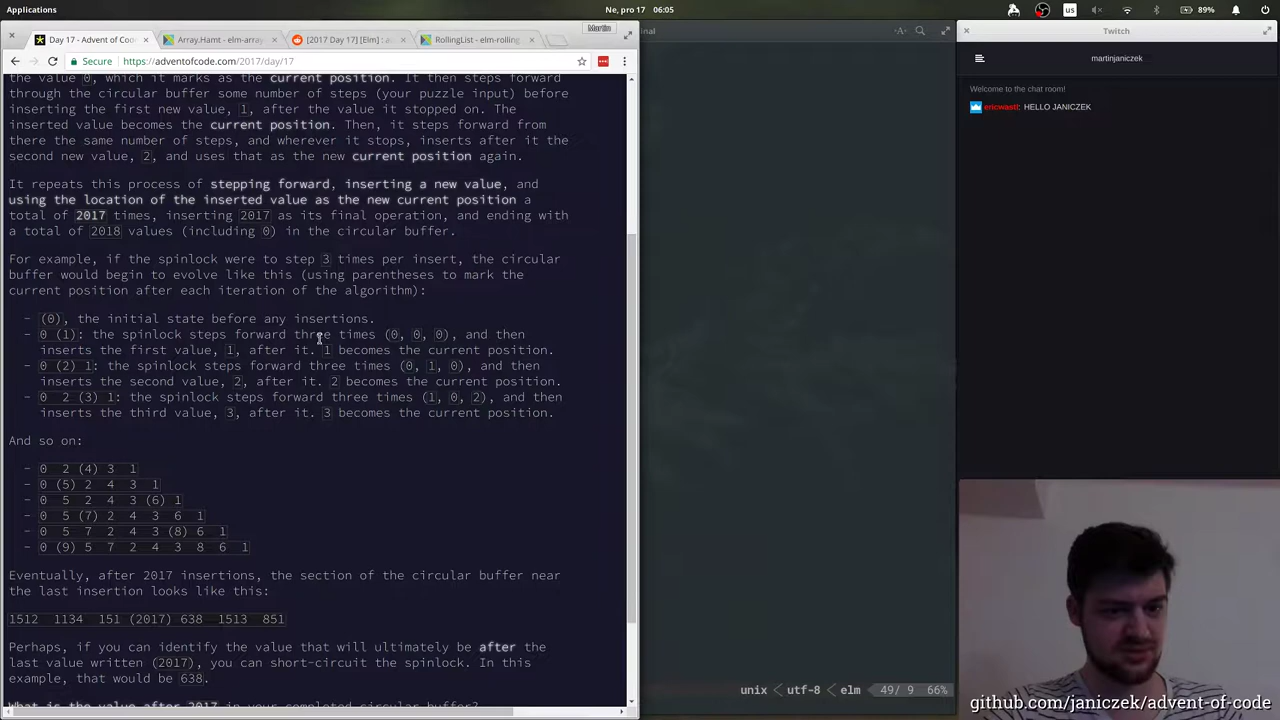 Applications
Ne, pro 17 06:05
us
89%
Day 17 - Advent of Co
Array.Hamt - elm-array
[2017 Day 17] [Elm] :
RollingList - elm-rolling
Martin
Secure
https://adventofcode.com/2017/day/17
nal
Twitch
martinjaniczek
Welcome to the chat room!
ericwastl: HELLO JANICZEK
the value 0, which it marks as the current position. It then steps forward
through the circular buffer some number of steps (your puzzle input) before
inserting the first new value, 1, after the value it stopped on. The
inserted value becomes the current position. Then, it steps forward from
there the same number of steps, and wherever it stops, inserts after it the
second new value, 2, and uses that as the new current position again.
It repeats this process of stepping forward, inserting a new value, and
using the location of the inserted value as the new current position a
total of 2017 times, inserting 2017 as its final operation, and ending with
a total of 2018 values (including 0) in the circular buffer.
For example, if the spinlock were to step 3 times per insert, the circular
buffer would begin to evolve like this (using parentheses to mark the
current position after each iteration of the algorithm):
- (0), the initial state before any insertions.
- 0 (1): the spinlock steps forward three times (0, 0, 0), and then
inserts the first value, 1, after it. 1 becomes the current position.
- 0 (2) 1: the spinlock steps forward three times (0, 1, 0), and then
inserts the second value, 2, after it. 2 becomes the current position.
- 0 2 (3) 1: the spinlock steps forward three times (1, 0, 2), and then
inserts the third value, 3, after it. 3 becomes the current position.
And so on:
- 0 2 (4) 3 1
- 0 (5) 2 4 3 1
- 0 5 2 4 3 (6) 1
- 0 5 (7) 2 4 3 6 1
- 0 5 7 2 4 3 (8) 6 1
- 0 (9) 5 7 2 4 3 8 6 1
Eventually, after 2017 insertions, the section of the circular buffer near
the last insertion looks like this:
1512 1134 151 (2017) 638 1513 851
Perhaps, if you can identify the value that will ultimately be after the
last value written (2017), you can short-circuit the spinlock. In this
example, that would be 638.
What is the value after 2017 in your completed circular buffer?
unix < utf-8 < elm 49/ 9 66%
github.com/janiczek/advent-of-code